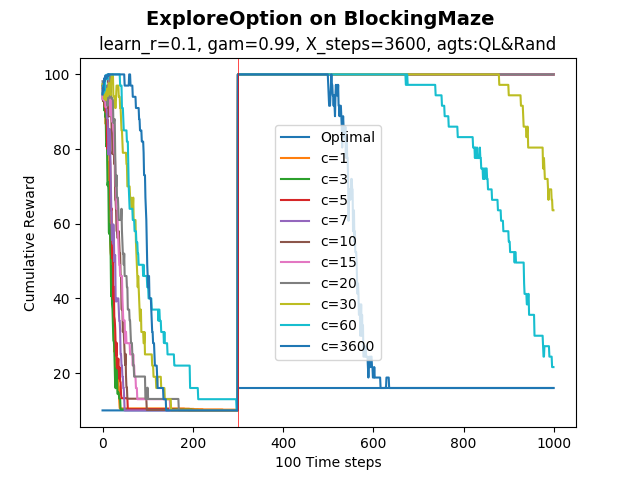 ExploreOption on BlockingMaze
learn_r=0.1, gam=0.99, X_steps=3600, agts:QL&Rand
100
80
60
40
20
Cumulative Reward
Optimal
c=1
c=3
c=5
c=7
c=10
c=15
c=20
c=30
c=60
c=3600
0
200
400
600
800
1000
100 Time steps